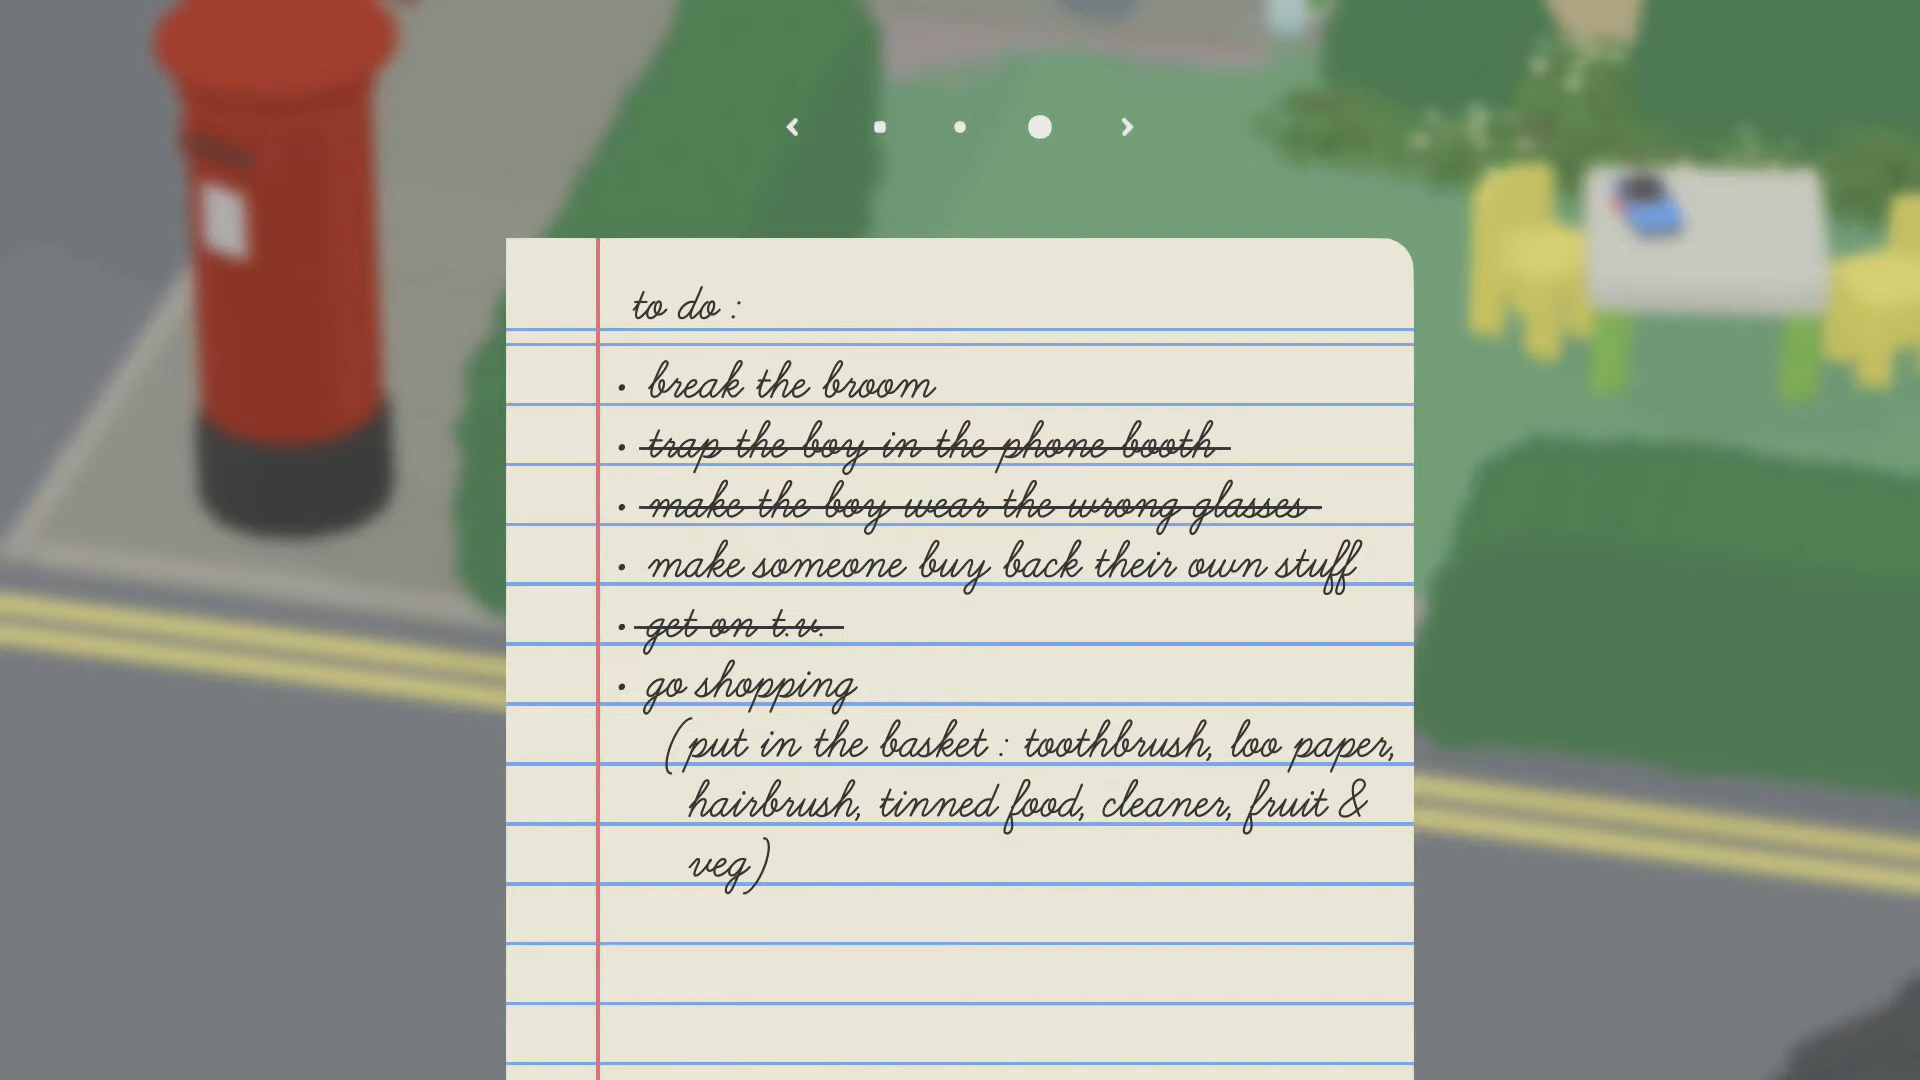 to do :
• break the broom
• trap the boy in the phone booth
• make the boy wear the wrong glasses
• make someone buy back their own stuff
• get on t.v.
• go shopping
(put in the basket : toothbrush, loo paper,
hairbrush, tinned food, cleaner, fruit &
veg)